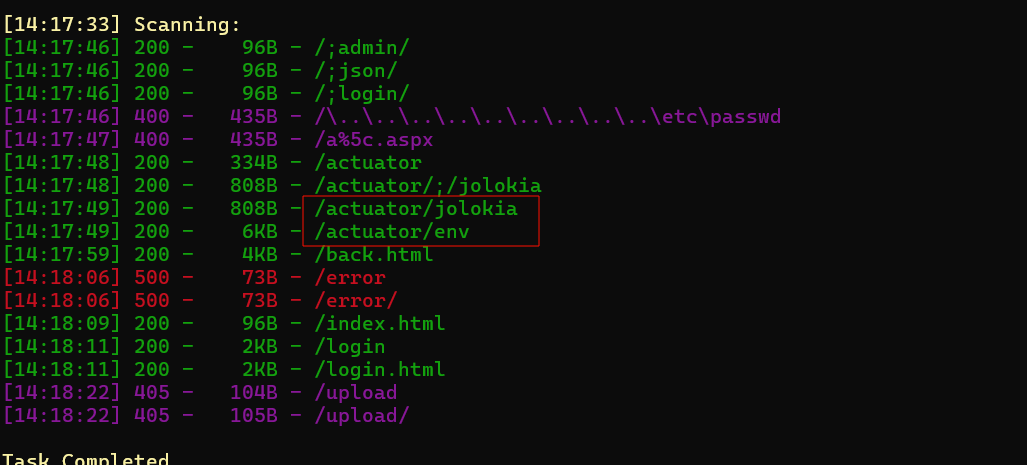 [14:17:33] Scanning:
[14:17:46] 200 -    96B - /;admin/
[14:17:46] 200 -    96B - /;json/
[14:17:46] 200 -    96B - /;login/
[14:17:46] 400 -   435B - /\..\..\..\..\..\..\..\..\..\etc\passwd
[14:17:47] 400 -   435B - /a%5c.aspx
[14:17:48] 200 -   334B - /actuator
[14:17:48] 200 -   808B - /actuator/;/jolokia
[14:17:49] 200 -   808B - /actuator/jolokia
[14:17:49] 200 -    6KB - /actuator/env
[14:17:59] 200 -    4KB - /back.html
[14:18:06] 500 -    73B - /error
[14:18:06] 500 -    73B - /error/
[14:18:09] 200 -    96B - /index.html
[14:18:11] 200 -    2KB - /login
[14:18:11] 200 -    2KB - /login.html
[14:18:22] 405 -   104B - /upload
[14:18:22] 405 -   105B - /upload/
Task Completed